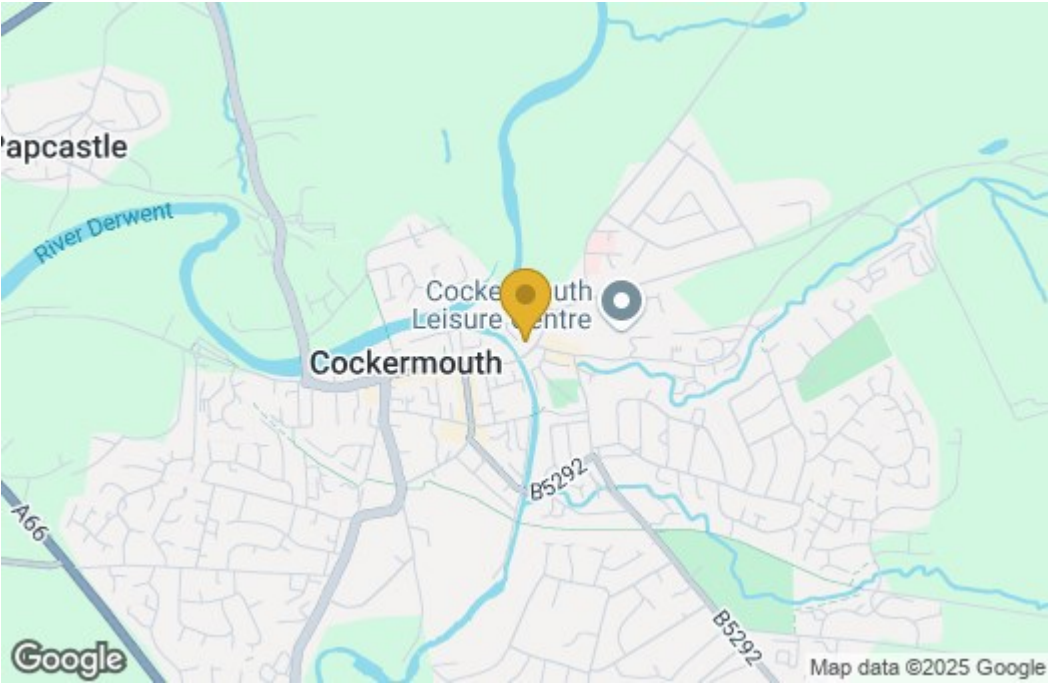 Papcastle
River Derwent
Cockermouth
Leisure Centre
Cockermouth
B5292
A66
B5292
Google
Map data ©2025 Google